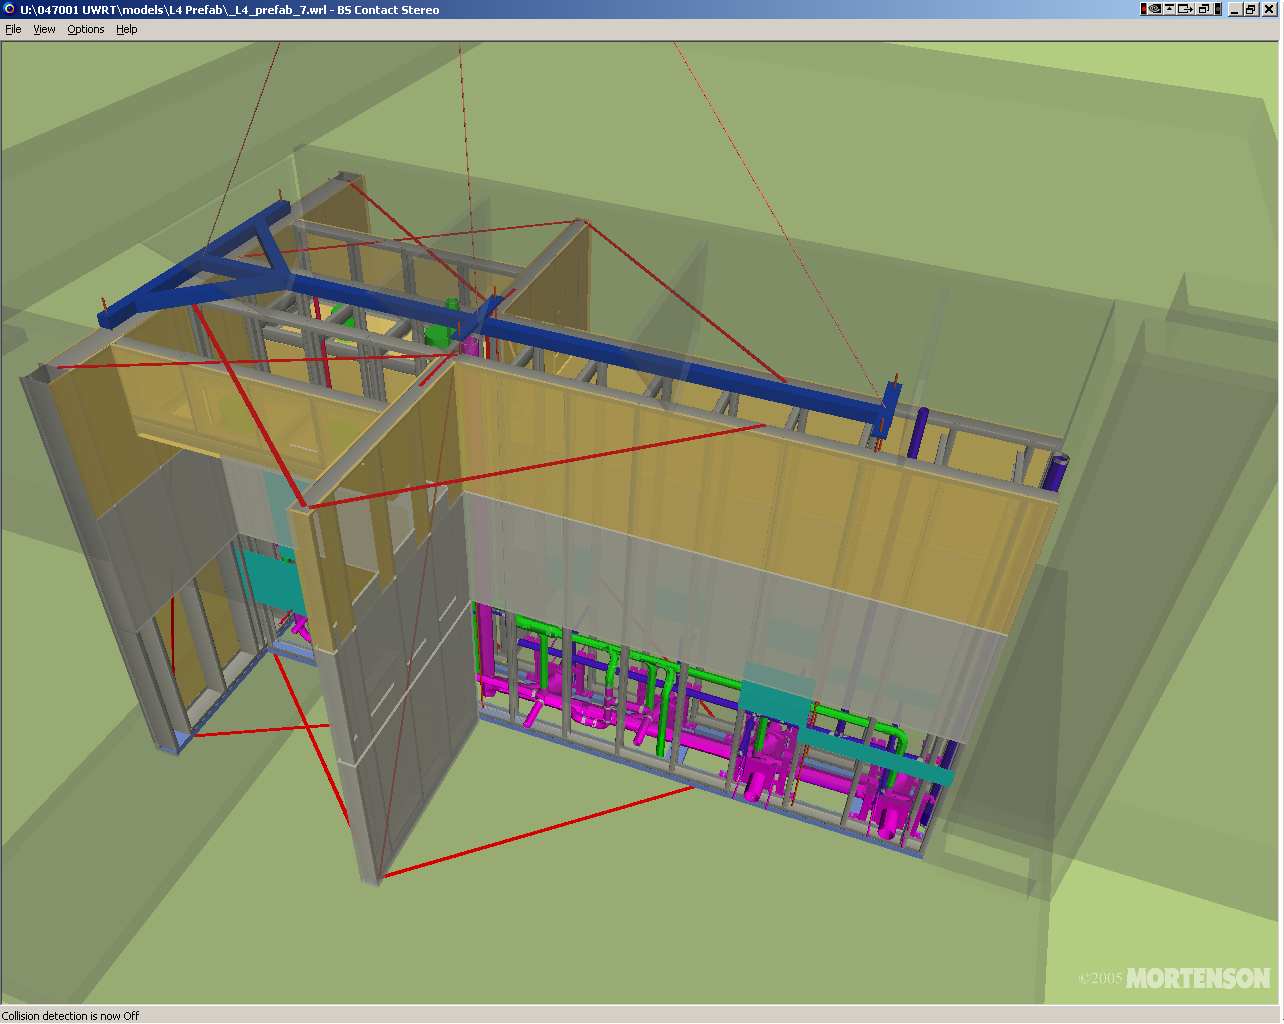 U:\047001 UWRT\models\L4 Prefab\_L4_prefab_7.wrl - BS Contact Stereo
File View Options Help
©2005 MORTENSON
Collision detection is now Off